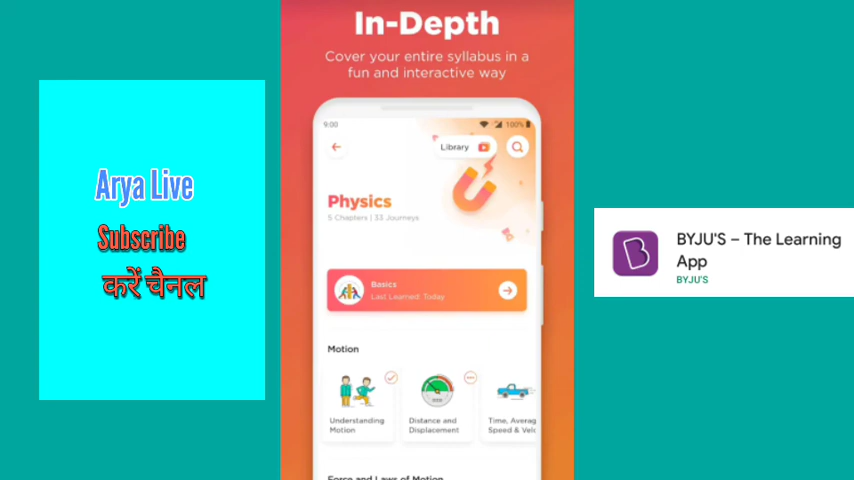 Arya Live
Subscribe
करें चैनल
In-Depth
Cover your entire syllabus in a
fun and interactive way
9:00
100%
Library
Physics
5 Chapters | 33 Journeys
Basics
Last Learned: Today
Motion
Understanding
Motion
Distance and
Displacement
Time, Averag
Speed & Velo
Force and Laws of Motion
BYJU'S – The Learning
App
BYJU'S